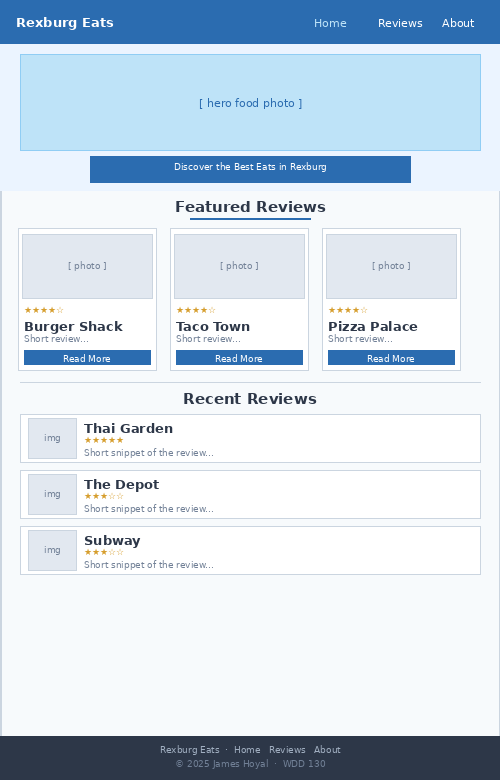 Rexburg Eats Home Reviews About
[ hero food photo ]
Discover the Best Eats in Rexburg
Featured Reviews
[ photo ] [ photo ] [ photo ]
★★★★☆ ★★★★☆ ★★★★☆
Burger Shack Taco Town Pizza Palace
Short review... Short review... Short review...
Read More Read More Read More
Recent Reviews
img
Thai Garden
★★★★★
Short snippet of the review...
img
The Depot
★★★☆☆
Short snippet of the review...
img
Subway
★★★☆☆
Short snippet of the review...
Rexburg Eats · Home Reviews About
© 2025 James Hoyal · WDD 130